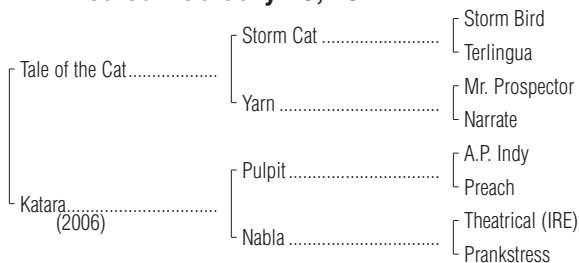 Storm Bird
Storm Cat
Terlingua
Tale of the Cat
Mr. Prospector
Yarn
Narrate
A.P. Indy
Pulpit
Preach
Katara
(2006)
Theatrical (IRE)
Nabla
Prankstress